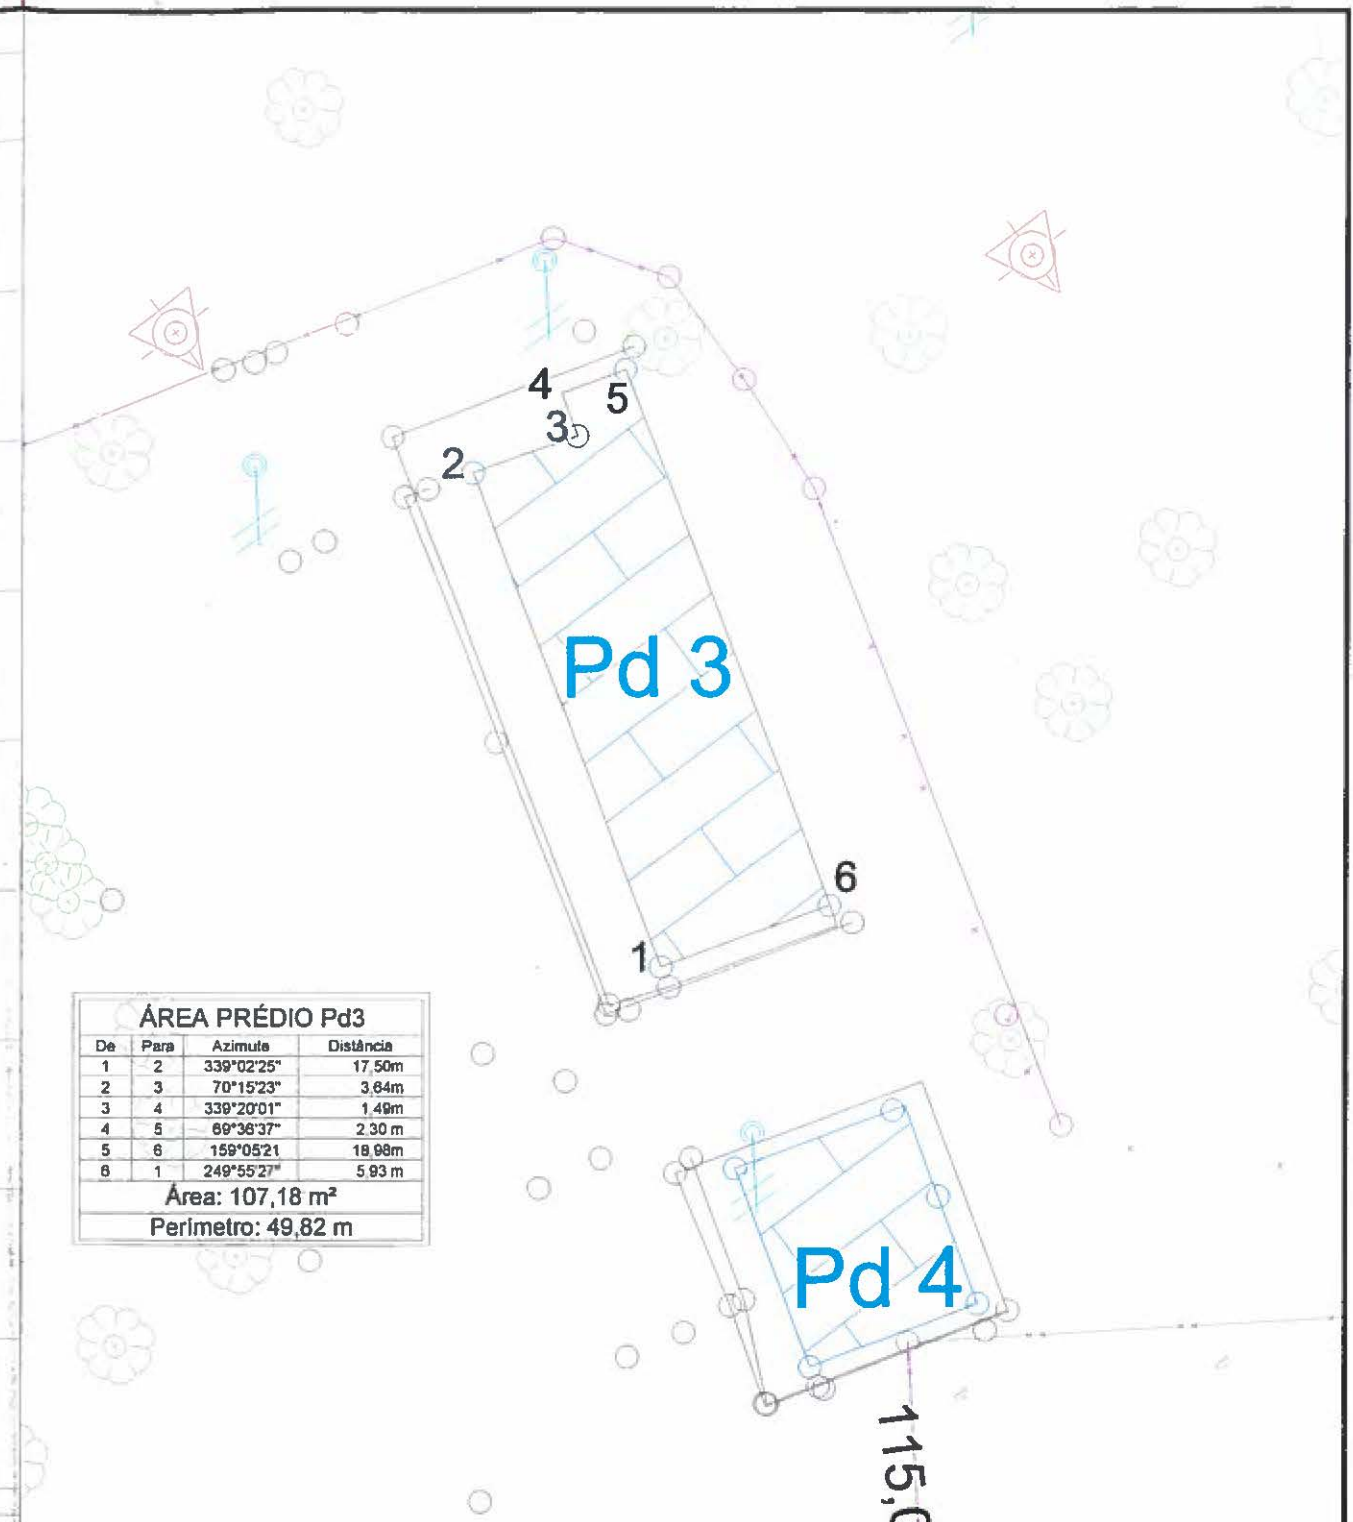 4
5
3
2
Pd 3
6
1
ÁREA PRÉDIO Pd3
De Para Azimute Distância
1 2 339°02'25" 17,50m
2 3 70°15'23" 3,64m
3 4 339°20'01" 1,49m
4 5 69°36'37" 2,30 m
5 6 159°05'21 18,98m
6 1 249°55'27" 5,93 m
Área: 107,18 m²
Perímetro: 49,82 m
Pd 4
115,0